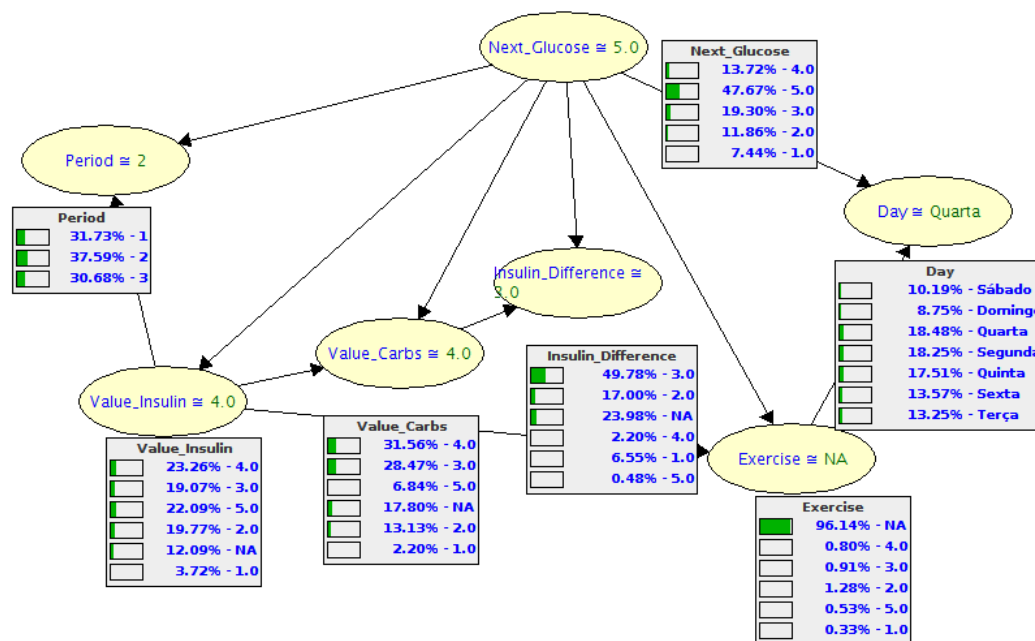 Next_Glucose ≅ 5.0
Next_Glucose
13.72% - 4.0
47.67% - 5.0
19.30% - 3.0
11.86% - 2.0
7.44% - 1.0
Period ≅ 2
Period
31.73% - 1
37.59% - 2
30.68% - 3
Day ≅ Quarta
Day
10.19% - Sábado
8.75% - Domingo
18.48% - Quarta
18.25% - Segunda
17.51% - Quinta
13.57% - Sexta
13.25% - Terça
Insulin_Difference ≅
3.0
Insulin_Difference
49.78% - 3.0
17.00% - 2.0
23.98% - NA
2.20% - 4.0
6.55% - 1.0
0.48% - 5.0
Value_Carbs ≅ 4.0
Value_Carbs
31.56% - 4.0
28.47% - 3.0
6.84% - 5.0
17.80% - NA
13.13% - 2.0
2.20% - 1.0
Value_Insulin ≅ 4.0
Value_Insulin
23.26% - 4.0
19.07% - 3.0
22.09% - 5.0
19.77% - 2.0
12.09% - NA
3.72% - 1.0
Exercise ≅ NA
Exercise
96.14% - NA
0.80% - 4.0
0.91% - 3.0
1.28% - 2.0
0.53% - 5.0
0.33% - 1.0